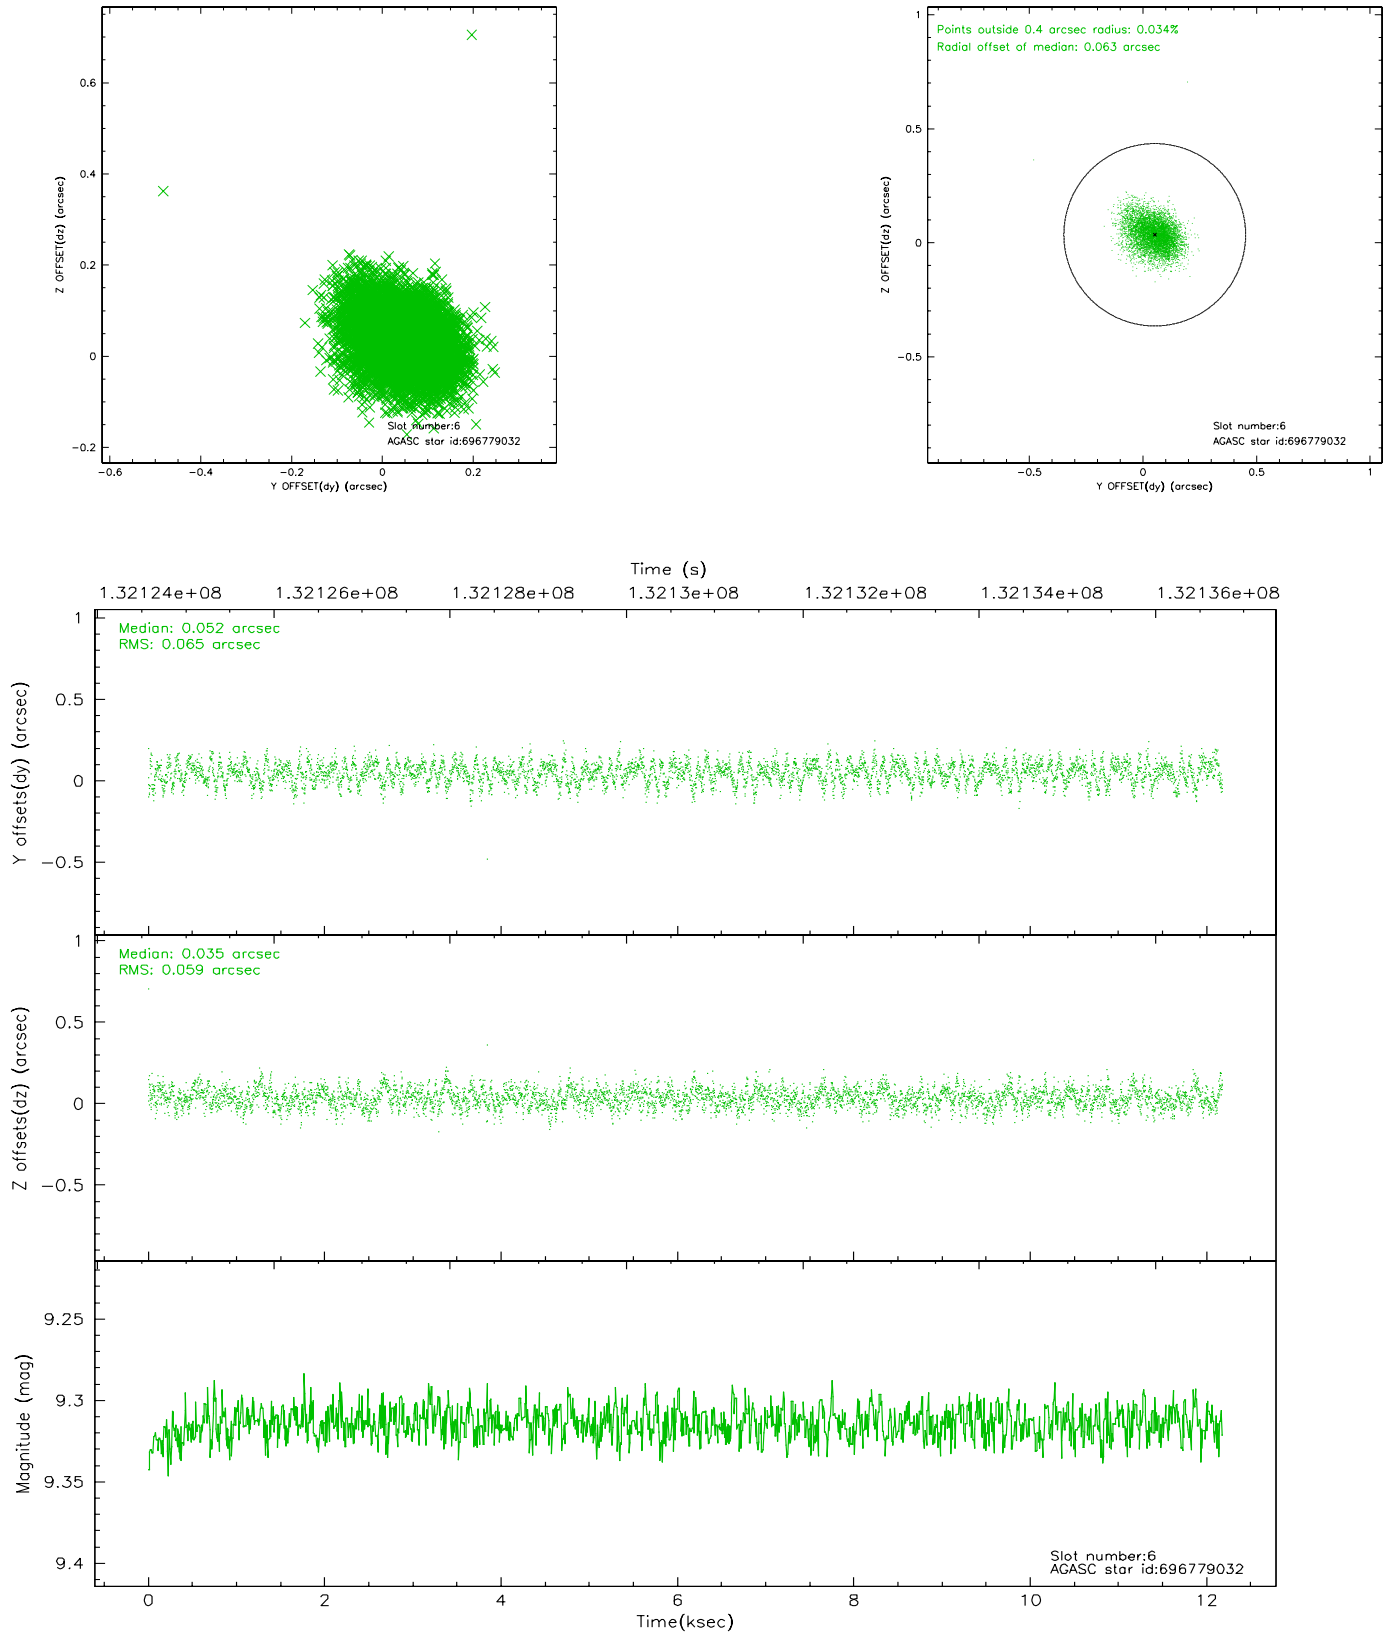 Z OFFSET(dz) (arcsec)
0.6
0.4
0.2
0
−0.2
−0.6
−0.4
−0.2
0
0.2
Y OFFSET(dy) (arcsec)
Slot number:6
AGASC star id:696779032
Points outside 0.4 arcsec radius: 0.034%
Radial offset of median: 0.063 arcsec
Z OFFSET(dz) (arcsec)
1
0.5
0
−0.5
−0.5
0
0.5
1
Y OFFSET(dy) (arcsec)
Slot number:6
AGASC star id:696779032
Time (s)
1.32124e+08
1.32126e+08
1.32128e+08
1.3213e+08
1.32132e+08
1.32134e+08
1.32136e+08
Median: 0.052 arcsec
RMS: 0.065 arcsec
Y offsets(dy) (arcsec)
1
0.5
0
−0.5
Median: 0.035 arcsec
RMS: 0.059 arcsec
Z offsets(dz) (arcsec)
1
0.5
0
−0.5
Magnitude (mag)
9.25
9.3
9.35
9.4
Slot number:6
AGASC star id:696779032
0
2
4
6
8
10
12
Time(ksec)